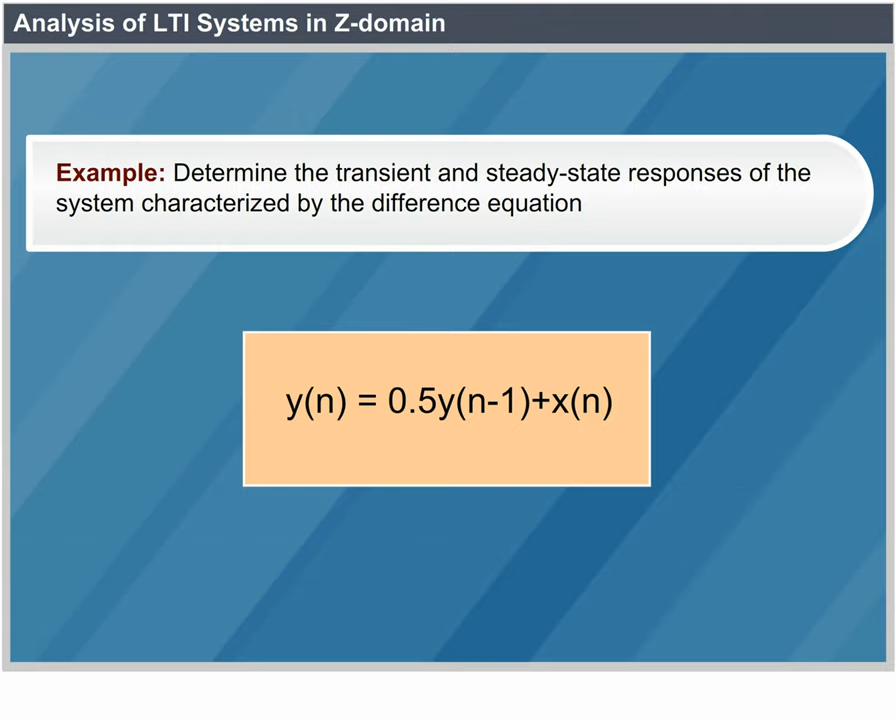 Analysis of LTI Systems in Z-domain
Example: Determine the transient and steady-state responses of the
system characterized by the difference equation
y(n) = 0.5y(n-1)+x(n)